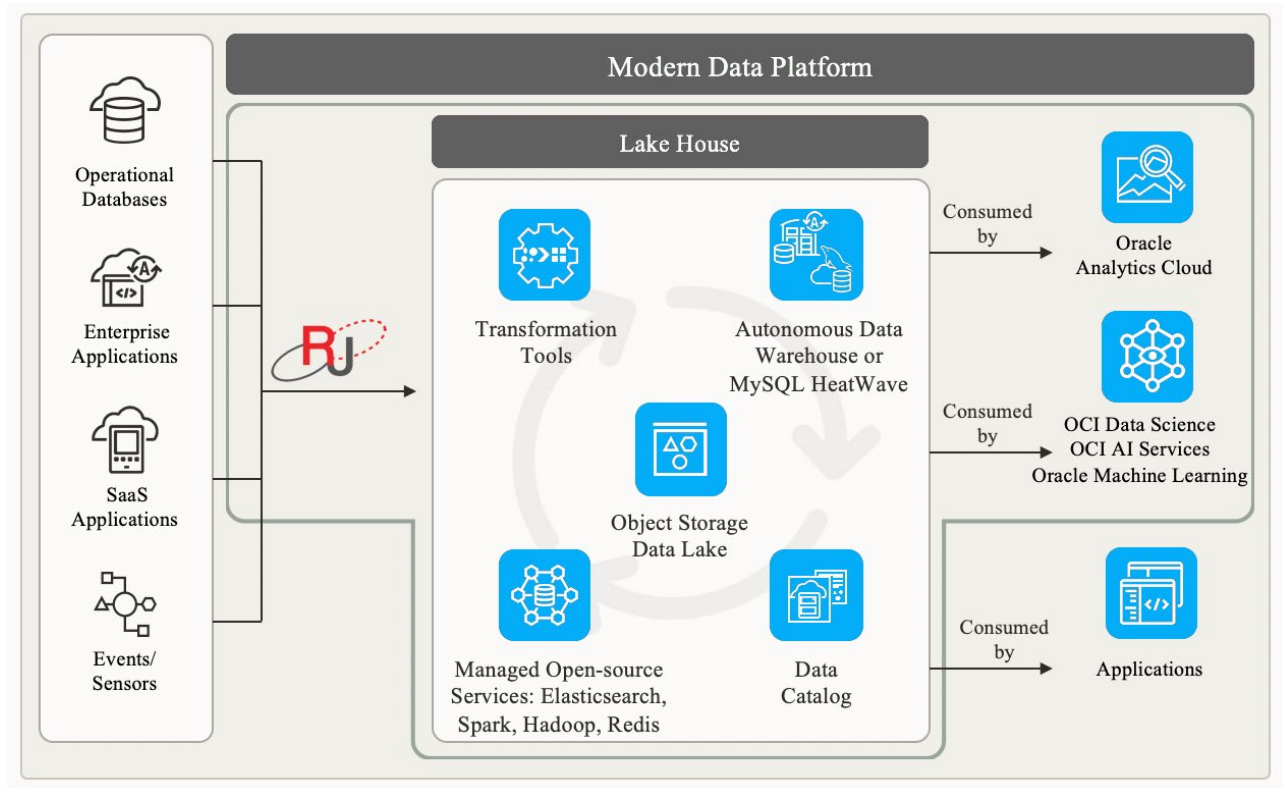 Modern Data Platform
Operational
Databases
Enterprise
Applications
SaaS
Applications
Events/
Sensors
RJ
Lake House
Transformation
Tools
Autonomous Data
Warehouse or
MySQL HeatWave
Object Storage
Data Lake
Managed Open-source
Services: Elasticsearch,
Spark, Hadoop, Redis
Data
Catalog
Consumed
by
Oracle
Analytics Cloud
Consumed
by
OCI Data Science
OCI AI Services
Oracle Machine Learning
Consumed
by
Applications